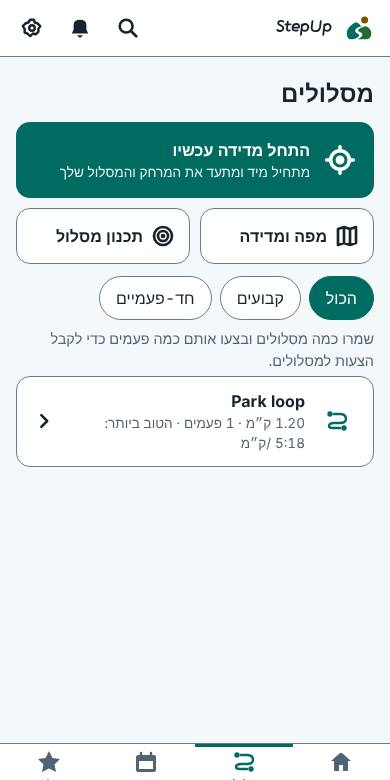 StepUp
מסלולים
התחל מדידה עכשיו
מתחיל מיד ומתעד את המרחק והמסלול שלך
מפה ומדידה
תכנון מסלול
הכול
קבועים
חד-פעמיים
שמרו כמה מסלולים ובצעו אותם כמה פעמים כדי לקבל
הצעות למסלולים.
Park loop
1.20 ק״מ · 1 פעמים · הטוב ביותר:
5:18 /ק״מ